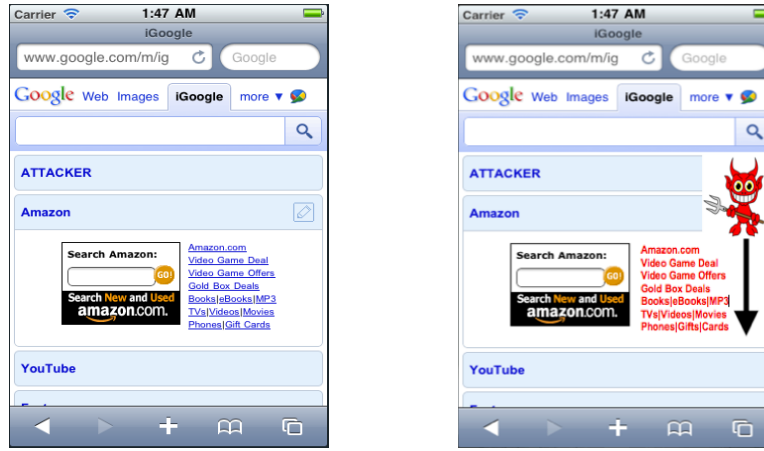 Carrier 1:47 AM
iGoogle
www.google.com/m/ig Google
Google Web Images iGoogle more ▼
ATTACKER
Amazon
Search Amazon:
GO!
Search New and Used
amazon.com.
Amazon.com
Video Game Deal
Video Game Offers
Gold Box Deals
Books|eBooks|MP3
TVs|Videos|Movies
Phones|Gift Cards
YouTube
Carrier 1:47 AM
iGoogle
www.google.com/m/ig Google
Google Web Images iGoogle more ▼
ATTACKER
Amazon
Search Amazon:
GO!
Search New and Used
amazon.com.
Amazon.com
Video Game Deal
Video Game Offers
Gold Box Deals
Books|eBooks|MP3
TVs|Videos|Movies
Phones|Gifts|Cards
YouTube